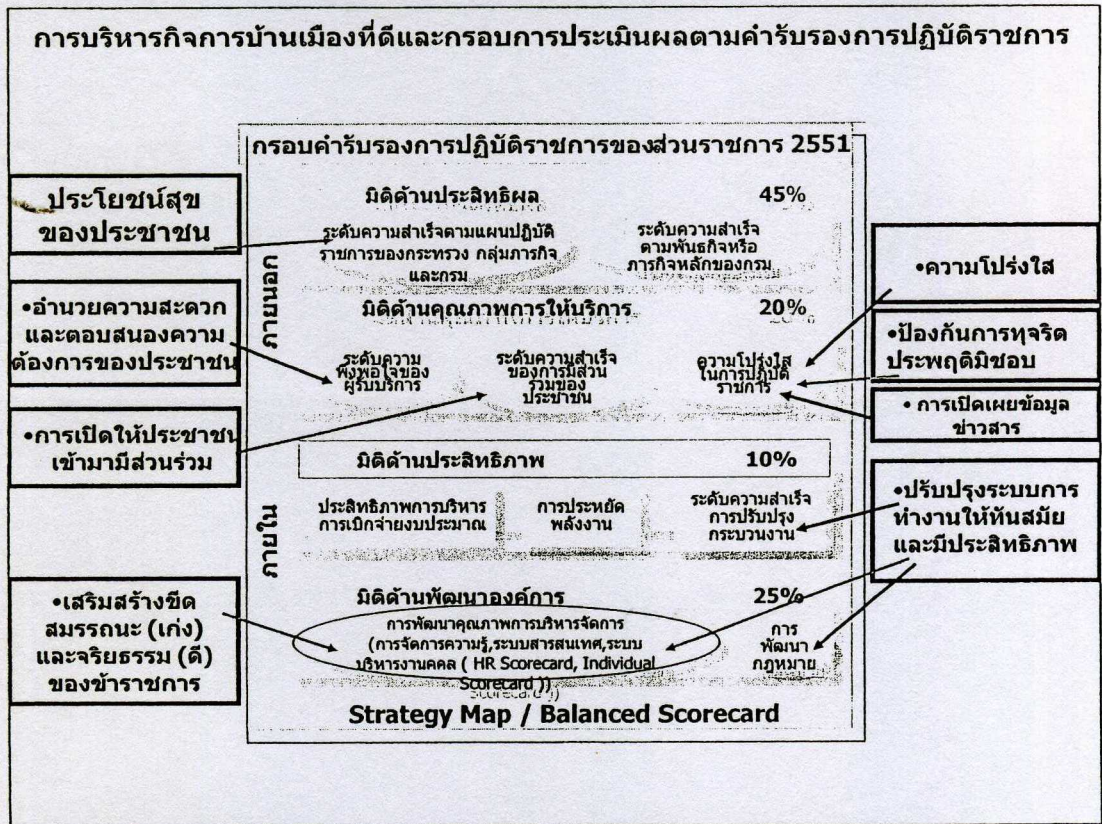 การบริหารกิจการบ้านเมืองที่ดีและกรอบการประเมินผลตามคำรับรองการปฏิบัติราชการ
กรอบคำรับรองการปฏิบัติราชการของส่วนราชการ 2551
ประโยชน์สุข
ของประชาชน
•อำนวยความสะดวก
และตอบสนองความ
ต้องการของประชาชน
•การเปิดให้ประชาชน
เข้ามามีส่วนร่วม
•เสริมสร้างขีด
สมรรถนะ (เก่ง)
และจริยธรรม (ดี)
ของข้าราชการ
ภายนอก
ภายใน
มิติด้านประสิทธิผล 45%
ระดับความสำเร็จตามแผนปฏิบัติ
ราชการของกระทรวง กลุ่มภารกิจ
และกรม
ระดับความสำเร็จ
ตามพันธกิจหรือ
ภารกิจหลักของกรม
มิติด้านคุณภาพการให้บริการ 20%
ระดับความ
พึงพอใจของ
ผู้รับบริการ
ระดับความสำเร็จ
ของการมีส่วน
ร่วมของ
ประชาชน
ความโปร่งใส
ในการปฏิบัติ
ราชการ
มิติด้านประสิทธิภาพ 10%
ประสิทธิภาพการบริหาร
การเบิกจ่ายงบประมาณ
การประหยัด
พลังงาน
ระดับความสำเร็จ
การปรับปรุง
กระบวนงาน
มิติด้านพัฒนาองค์การ 25%
การพัฒนาคุณภาพการบริหารจัดการ
(การจัดการความรู้,ระบบสารสนเทศ,ระบบ
บริหารงานคคล ( HR Scorecard, Individual
Scorecard ))
การ
พัฒนา
กฎหมาย
Strategy Map / Balanced Scorecard
•ความโปร่งใส
•ป้องกันการทุจริต
ประพฤติมิชอบ
• การเปิดเผยข้อมูล
ข่าวสาร
•ปรับปรุงระบบการ
ทำงานให้ทันสมัย
และมีประสิทธิภาพ